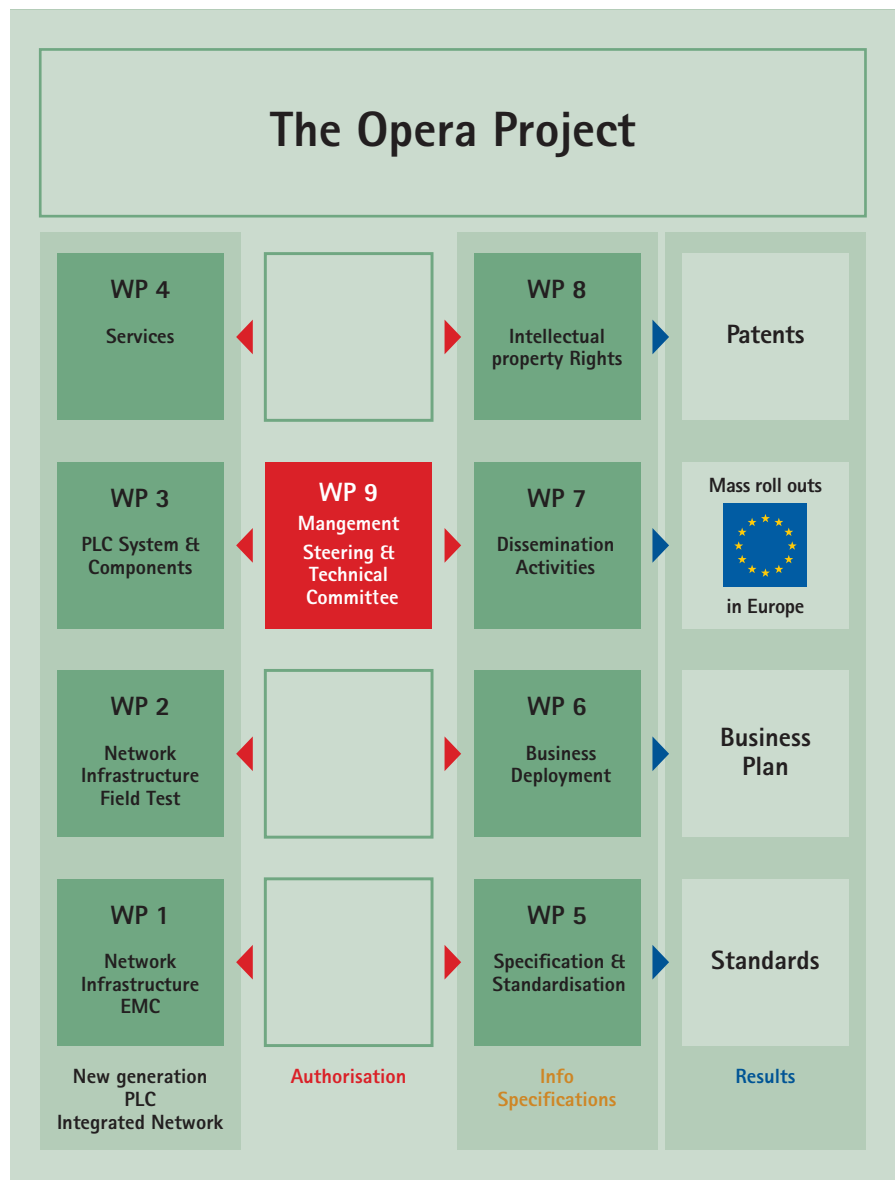 The Opera Project
WP 4
Services
WP 8
Intellectual
property Rights
Patents
WP 3
PLC System &
Components
WP 9
Mangement
Steering &
Technical
Committee
WP 7
Dissemination
Activities
Mass roll outs
in Europe
WP 2
Network
Infrastructure
Field Test
WP 6
Business
Deployment
Business
Plan
WP 1
Network
Infrastructure
EMC
WP 5
Specification &
Standardisation
Standards
New generation
PLC
Integrated Network
Authorisation
Info
Specifications
Results